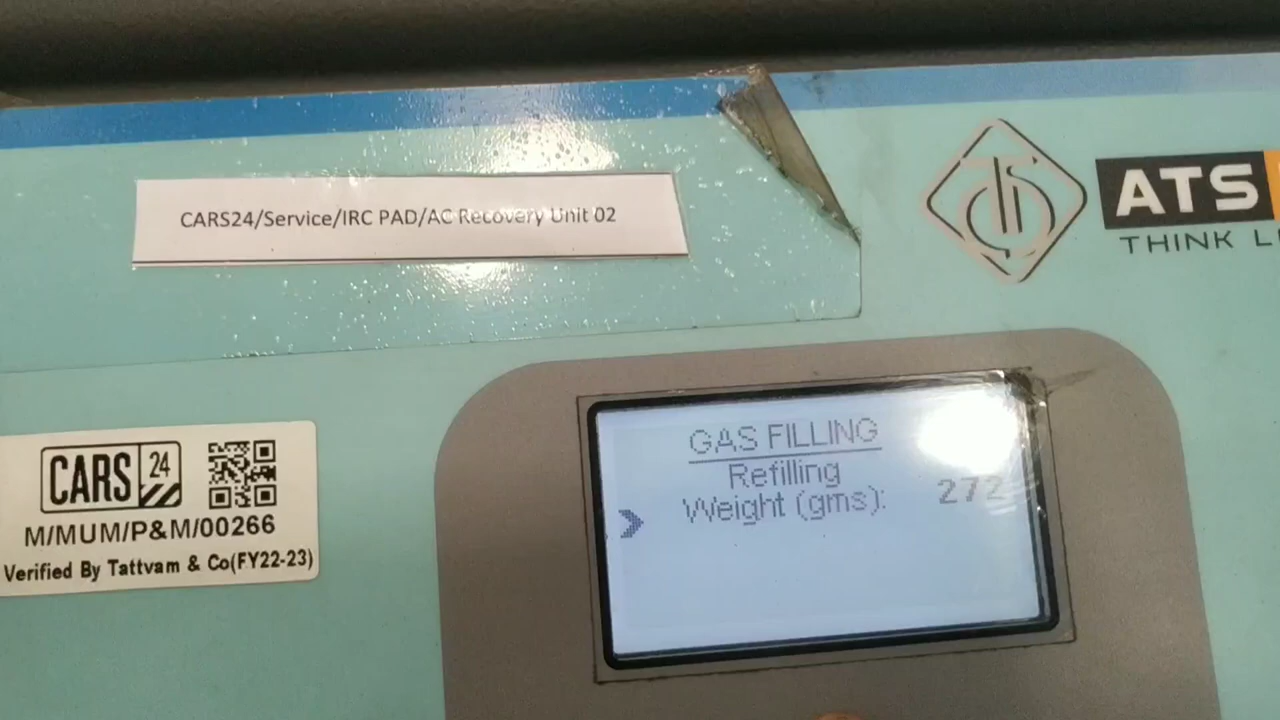 CARS24/Service/IRC PAD/AC Recovery Unit 02
ATS
THINK
GAS FILLING
Refilling
Weight (gms): 272
CARS 24
M/MUM/P&M/00266
Verified By Tattvam & Co(FY22-23)